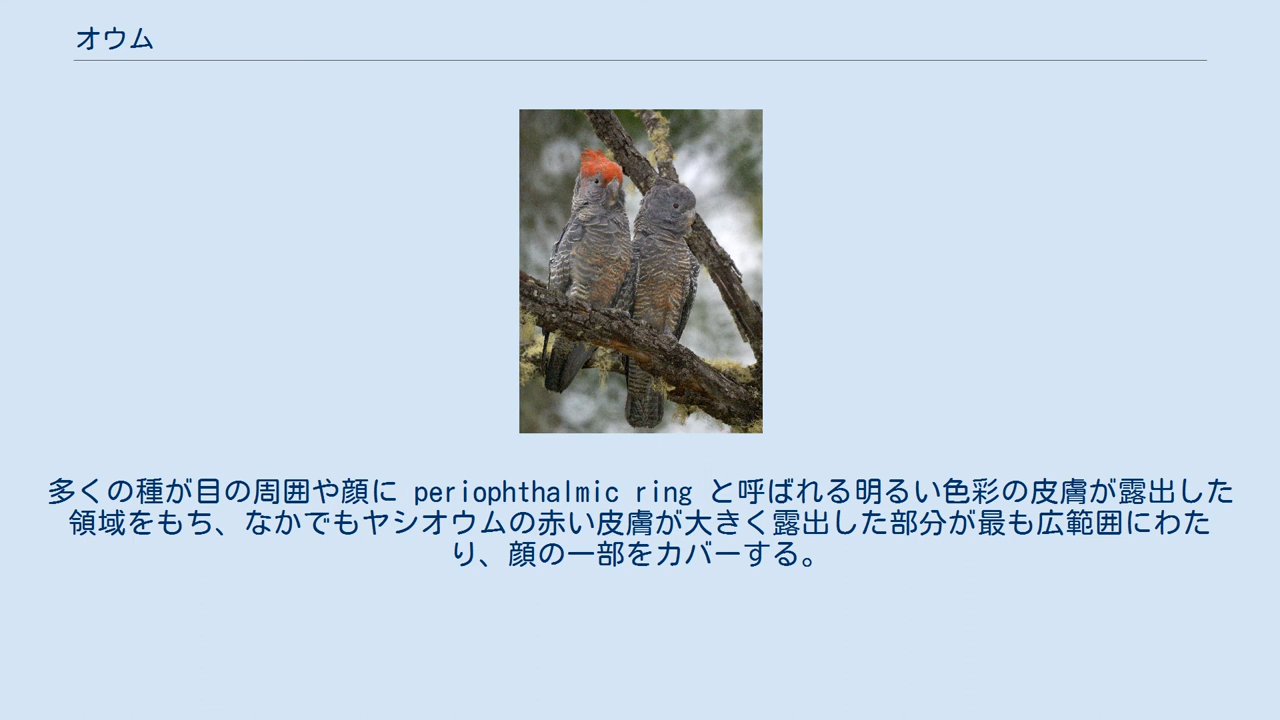 オウム
多くの種が目の周囲や顔に periophthalmic ring と呼ばれる明るい色彩の皮膚が露出した
領域をもち、なかでもヤシオウムの赤い皮膚が大きく露出した部分が最も広範囲にわた
り、顔の一部をカバーする。